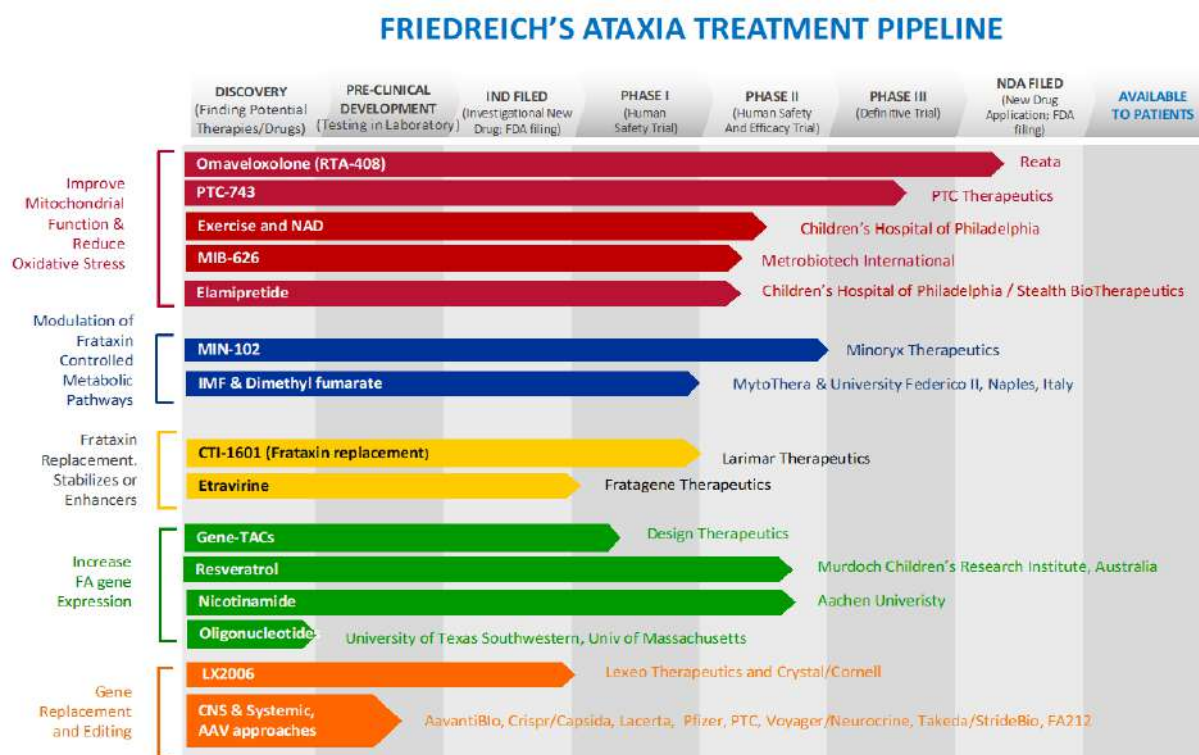 FRIEDREICH'S ATAXIA TREATMENT PIPELINE
DISCOVERY
(Finding Potential
Therapies/Drugs)
PRE-CLINICAL
DEVELOPMENT
(Testing in Laboratory)
IND FILED
(Investigational New
Drug; FDA filing)
PHASE I
(Human
Safety Trial)
PHASE II
(Human Safety
And Efficacy Trial)
PHASE III
(Definitive Trial)
NDA FILED
(New Drug
Application; FDA
filing)
AVAILABLE
TO PATIENTS
Improve
Mitochondrial
Function &
Reduce
Oxidative Stress
Omaveloxolone (RTA-408)
Reata
PTC-743
PTC Therapeutics
Exercise and NAD
Children's Hospital of Philadelphia
MIB-626
Metrobiotech International
Elamipretide
Children's Hospital of Philadelphia / Stealth BioTherapeutics
Modulation of
Frataxin
Controlled
Metabolic
Pathways
MIN-102
Minoryx Therapeutics
IMF & Dimethyl fumarate
MytoThera & University Federico II, Naples, Italy
Frataxin
Replacement.
Stabilizes or
Enhancers
CTI-1601 (Frataxin replacement)
Larimar Therapeutics
Etravirine
Fratagene Therapeutics
Increase
FA gene
Expression
Gene-TACs
Design Therapeutics
Resveratrol
Murdoch Children's Research Institute, Australia
Nicotinamide
Aachen Univeristy
Oligonucleotide
University of Texas Southwestern, Univ of Massachusetts
Gene
Replacement
and Editing
LX2006
Lexeo Therapeutics and Crystal/Cornell
CNS & Systemic,
AAV approaches
AavantiBIo, Crispr/Capsida, Lacerta, Pfizer, PTC, Voyager/Neurocrine, Takeda/StrideBio, FA212